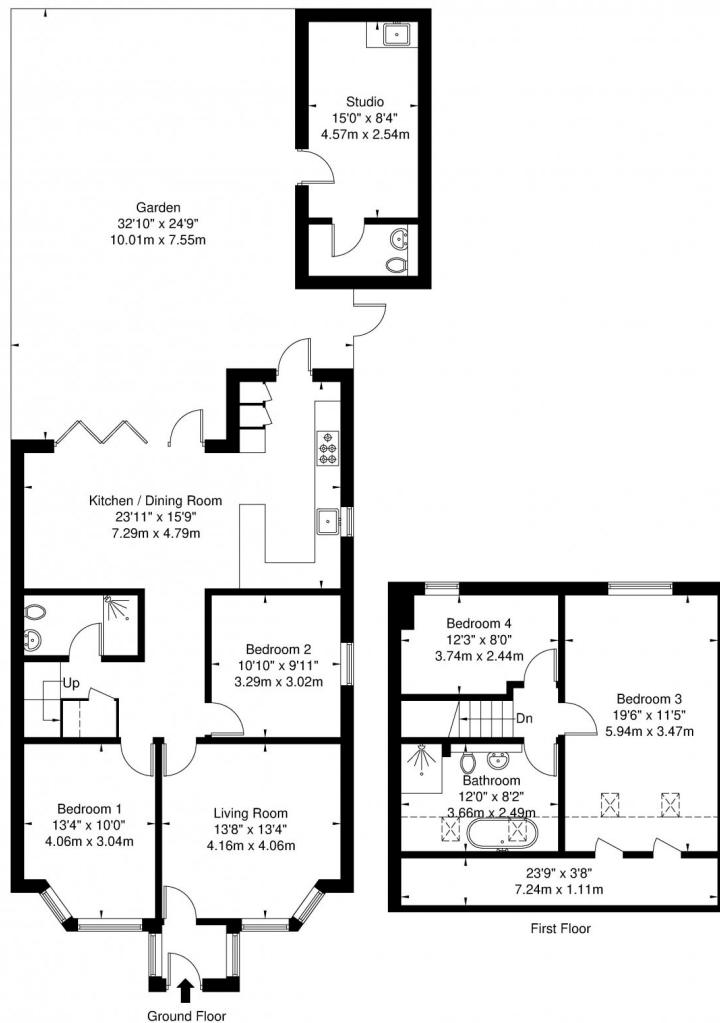 Studio
15'0" x 8'4"
4.57m x 2.54m
Garden
32'10" x 24'9"
10.01m x 7.55m
Kitchen / Dining Room
23'11" x 15'9"
7.29m x 4.79m
Bedroom 2
10'10" x 9'11"
3.29m x 3.02m
Up
Bedroom 1
13'4" x 10'0"
4.06m x 3.04m
Living Room
13'8" x 13'4"
4.16m x 4.06m
Ground Floor
Bedroom 4
12'3" x 8'0"
3.74m x 2.44m
Bedroom 3
19'6" x 11'5"
5.94m x 3.47m
Dn
Bathroom
12'0" x 8'2"
3.66m x 2.49m
23'9" x 3'8"
7.24m x 1.11m
First Floor